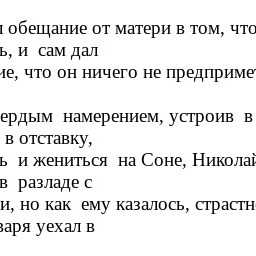 обещание от матери в том, что
ь, и сам дал
ие, что он ничего не предпримет
ердым намерением, устроив в
в отставку,
ь и жениться на Соне, Николай
в разладе с
и, но как ему казалось, страстн
варя уехал в